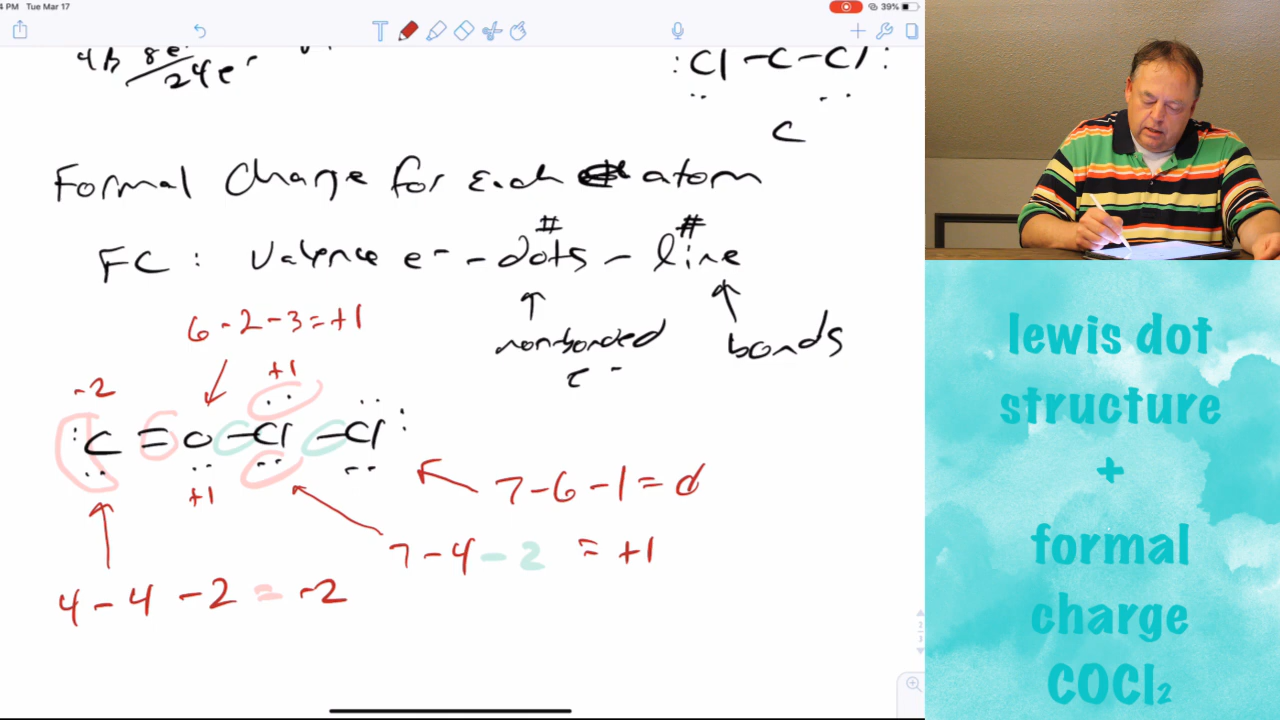 4 PM Tue Mar 17
39%
8e
24e-
:Cl-C-Cl:
C
Formal Charge for Each atom
FC: Valence e- - #dots - #line
nonbonded e-
bonds
6-2-3=+1
-2
+1
:C=O-Cl-Cl:
+1
7-6-1=0
7-4-2=+1
4-4-2=-2
lewis dot
structure
+
formal
charge
COCl₂